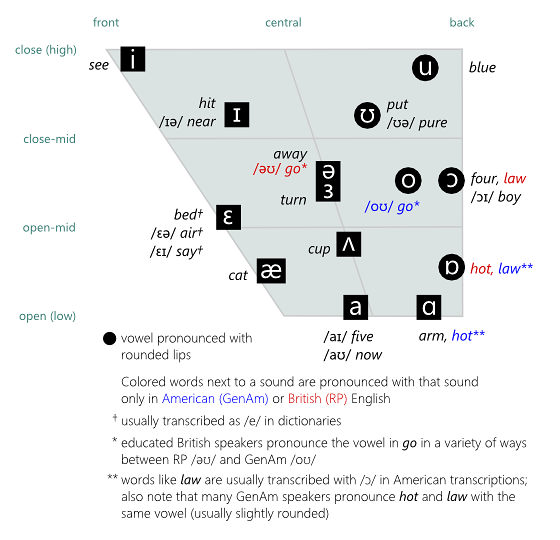 front central back
close (high)
see i
u blue
hit
/ɪə/ near
ɪ
ʊ
put
/ʊə/ pure
close-mid
away
/əʊ/ go*
turn
ə
ɜ
o
/oʊ/ go*
ɔ
four, law
/ɔɪ/ boy
open-mid
bed†
/ɛə/ air†
/ɛɪ/ say†
ɛ
cup ʌ
cat æ
ɒ hot, law**
open (low)
a
/aɪ/ five
/aʊ/ now
ɑ
arm, hot**
vowel pronounced with
rounded lips
Colored words next to a sound are pronounced with that sound
only in American (GenAm) or British (RP) English
† usually transcribed as /e/ in dictionaries
* educated British speakers pronounce the vowel in go in a variety of ways
between RP /əʊ/ and GenAm /oʊ/
** words like law are usually transcribed with /ɔ/ in American transcriptions;
also note that many GenAm speakers pronounce hot and law with the
same vowel (usually slightly rounded)